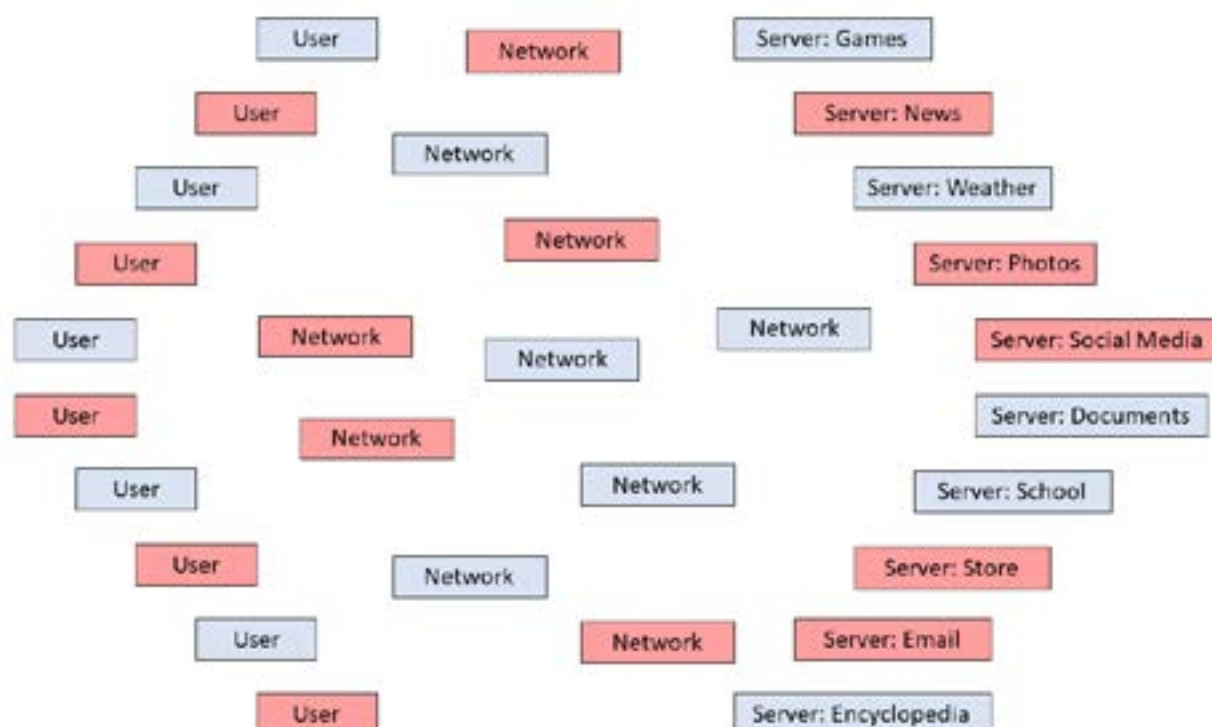 User
Network
Server: Games
User
Server: News
Network
User
Server: Weather
Network
User
Server: Photos
Network
Network
User
Server: Social Media
Network
User
Server: Documents
Network
User
Network
Server: School
User
Server: Store
Network
User
Network
Server: Email
User
Server: Encyclopedia